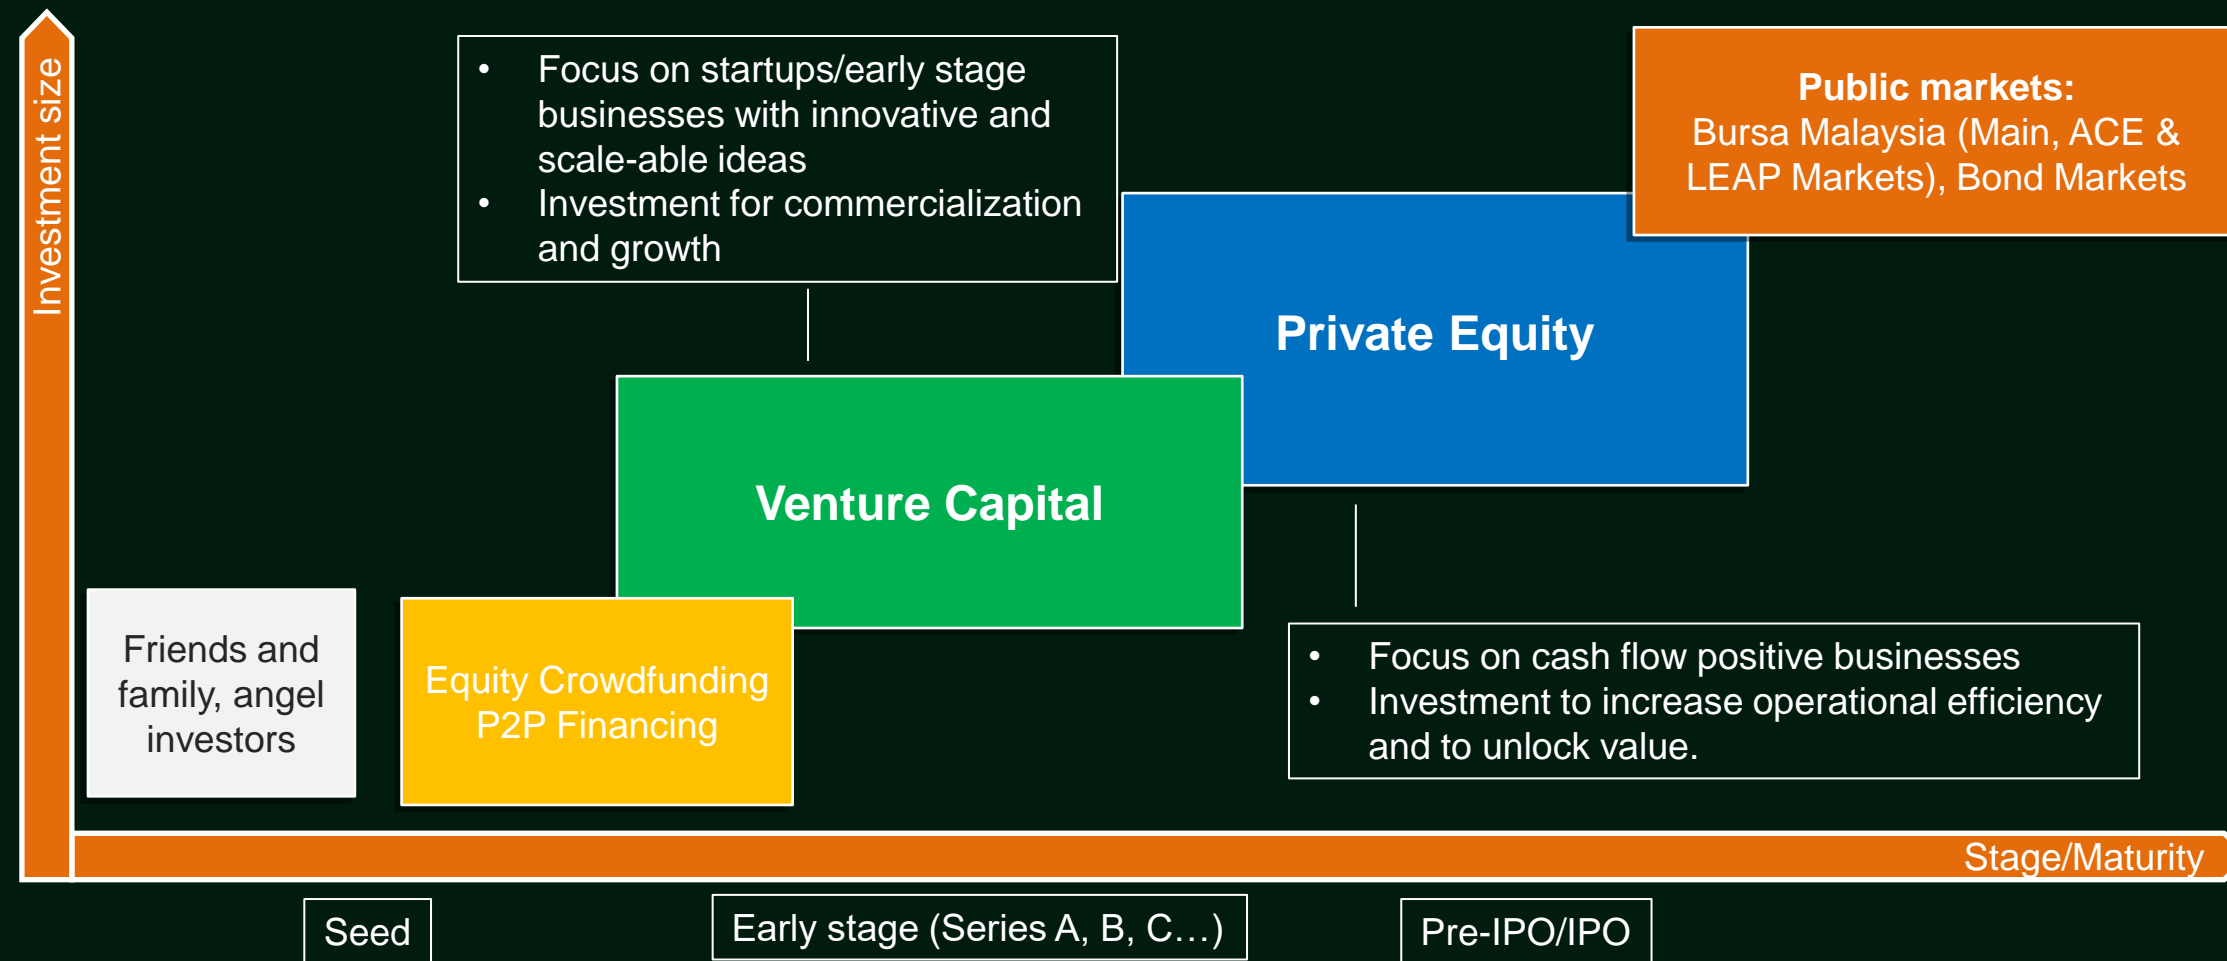 Investment size
• Focus on startups/early stage
businesses with innovative and
scale-able ideas
• Investment for commercialization
and growth
Public markets:
Bursa Malaysia (Main, ACE &
LEAP Markets), Bond Markets
Private Equity
Venture Capital
Friends and
family, angel
investors
Equity Crowdfunding
P2P Financing
• Focus on cash flow positive businesses
• Investment to increase operational efficiency
and to unlock value.
Stage/Maturity
Seed
Early stage (Series A, B, C…)
Pre-IPO/IPO